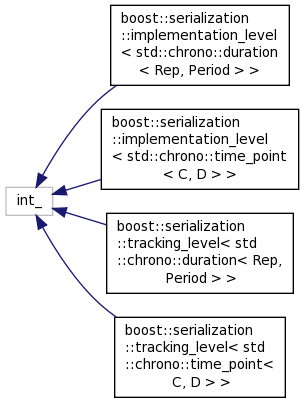 boost::serialization
::implementation_level
< std::chrono::duration
< Rep, Period > >
boost::serialization
::implementation_level
< std::chrono::time_point
< C, D > >
int_
boost::serialization
::tracking_level< std
::chrono::duration< Rep,
Period > >
boost::serialization
::tracking_level< std
::chrono::time_point<
C, D > >